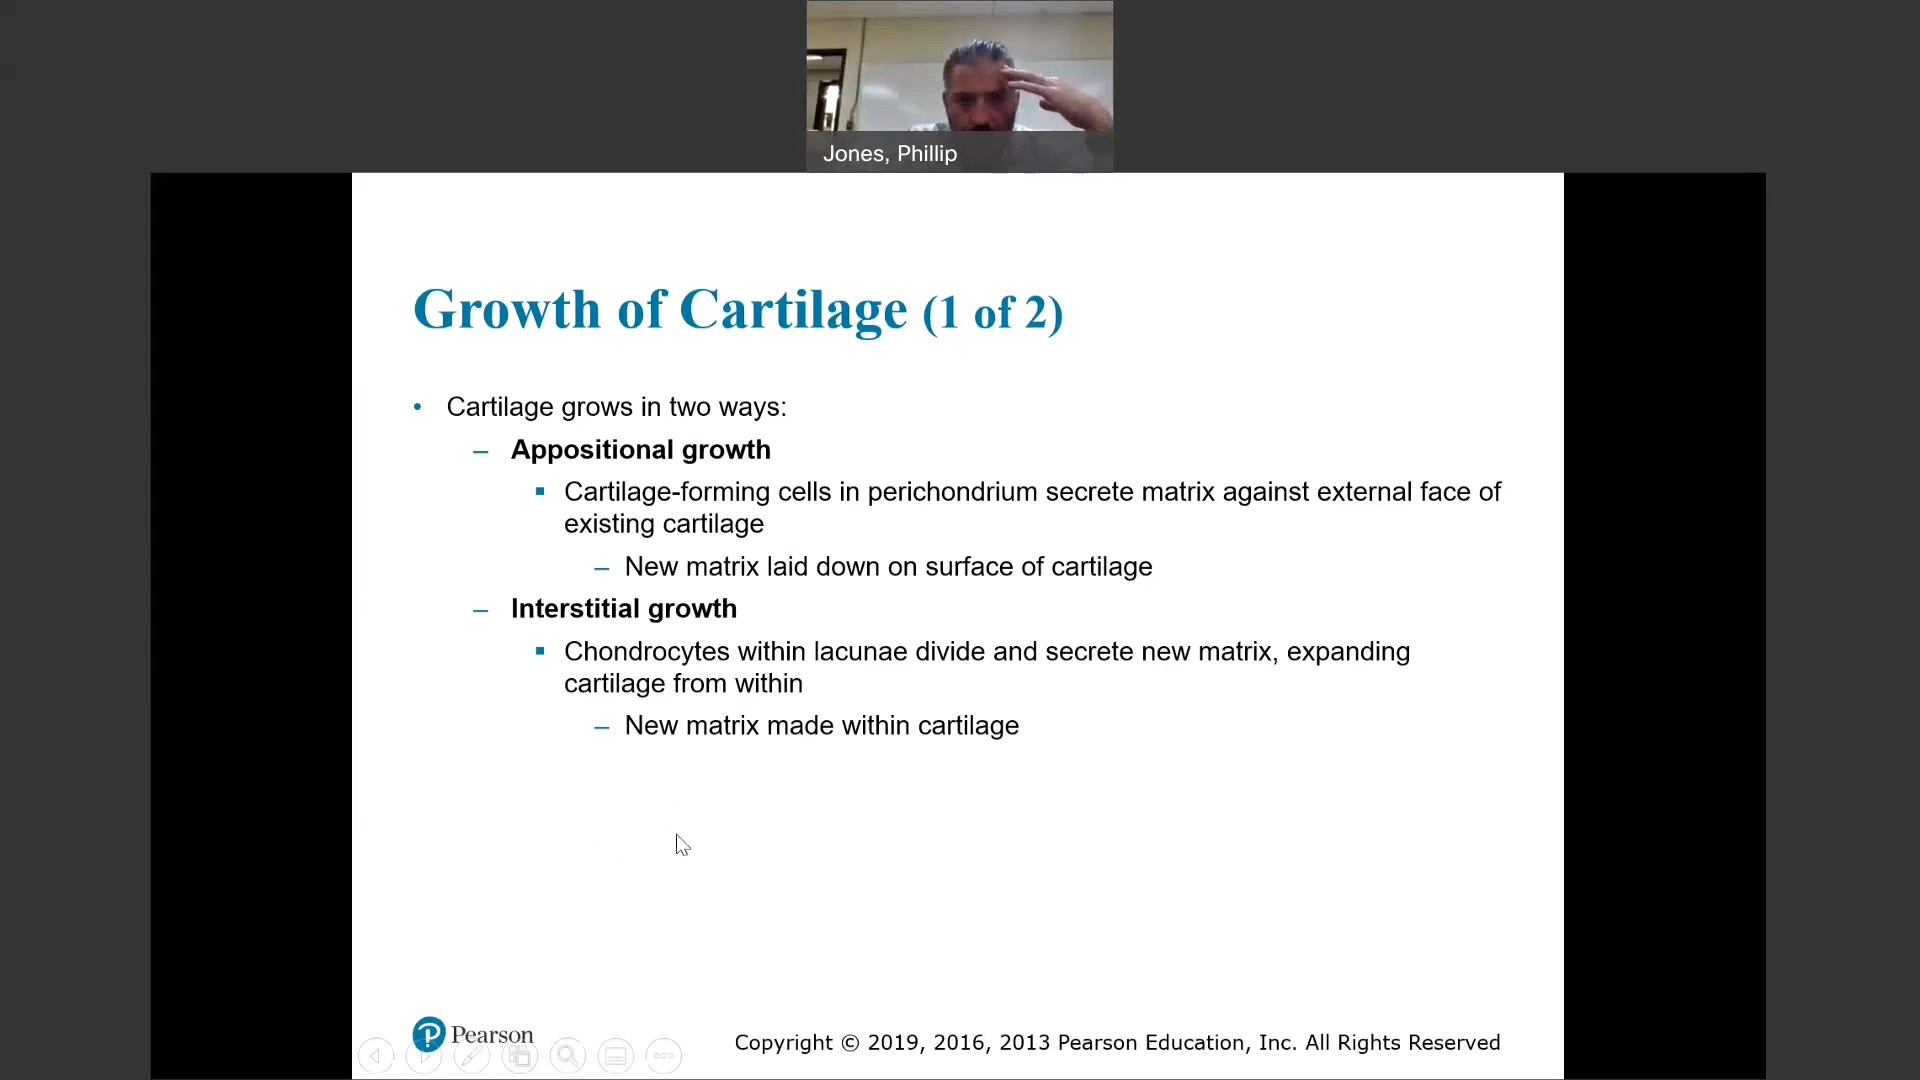 Jones, Phillip
Growth of Cartilage (1 of 2)
• Cartilage grows in two ways:
– Appositional growth
▪ Cartilage-forming cells in perichondrium secrete matrix against external face of
existing cartilage
– New matrix laid down on surface of cartilage
– Interstitial growth
▪ Chondrocytes within lacunae divide and secrete new matrix, expanding
cartilage from within
– New matrix made within cartilage
Pearson
Copyright © 2019, 2016, 2013 Pearson Education, Inc. All Rights Reserved